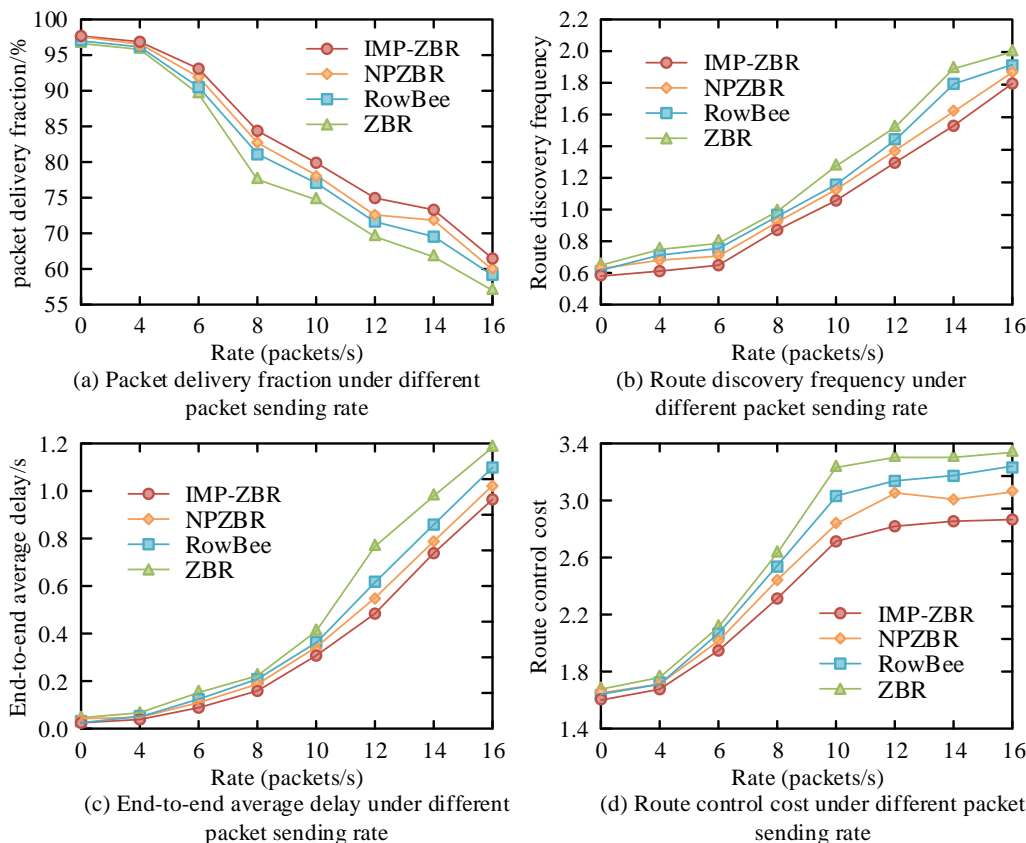 100
95
90
85
80
75
70
65
60
55
packet delivery fraction/%
IMP-ZBR
NPZBR
RowBee
ZBR
0 4 6 8 10 12 14 16
Rate (packets/s)
(a) Packet delivery fraction under different
packet sending rate
2.2
2.0
1.8
1.6
1.4
1.2
1.0
0.8
0.6
0.4
Route discovery frequency
IMP-ZBR
NPZBR
RowBee
ZBR
0 4 6 8 10 12 14 16
Rate (packets/s)
(b) Route discovery frequency under
different packet sending rate
1.2
1.0
0.8
0.6
0.4
0.2
0.0
End-to-end average delay/s
IMP-ZBR
NPZBR
RowBee
ZBR
0 4 6 8 10 12 14 16
Rate (packets/s)
(c) End-to-end average delay under different
packet sending rate
3.4
3.0
2.6
2.2
1.8
1.4
Route control cost
IMP-ZBR
NPZBR
RowBee
ZBR
0 4 6 8 10 12 14 16
Rate (packets/s)
(d) Route control cost under different packet
sending rate